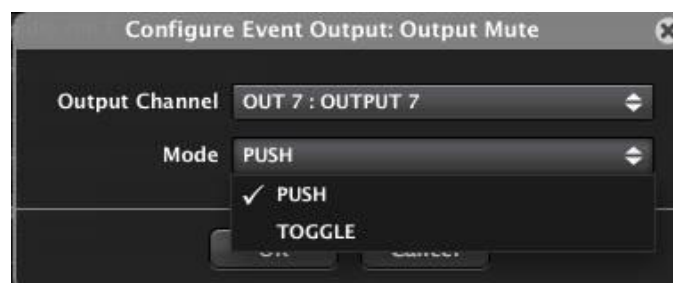 Configure Event Output: Output Mute
Output Channel OUT 7 : OUTPUT 7
Mode PUSH
✓ PUSH
TOGGLE